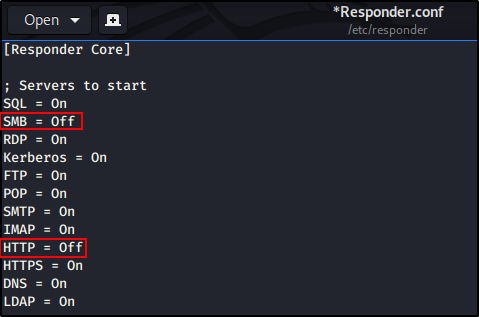 Open
*Responder.conf
/etc/responder
[Responder Core]
; Servers to start
SQL = On
SMB = Off
RDP = On
Kerberos = On
FTP = On
POP = On
SMTP = On
IMAP = On
HTTP = Off
HTTPS = On
DNS = On
LDAP = On